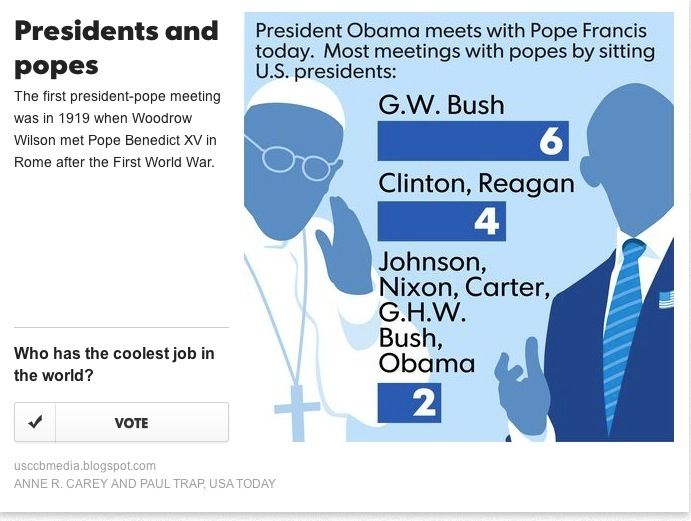 Presidents and
popes
The first president-pope meeting
was in 1919 when Woodrow
Wilson met Pope Benedict XV in
Rome after the First World War.
Who has the coolest job in
the world?
VOTE
usccbmedia.blogspot.com
ANNE R. CAREY AND PAUL TRAP, USA TODAY
President Obama meets with Pope Francis
today. Most meetings with popes by sitting
U.S. presidents:
G.W. Bush
6
Clinton, Reagan
4
Johnson,
Nixon, Carter,
G.H.W.
Bush,
Obama
2